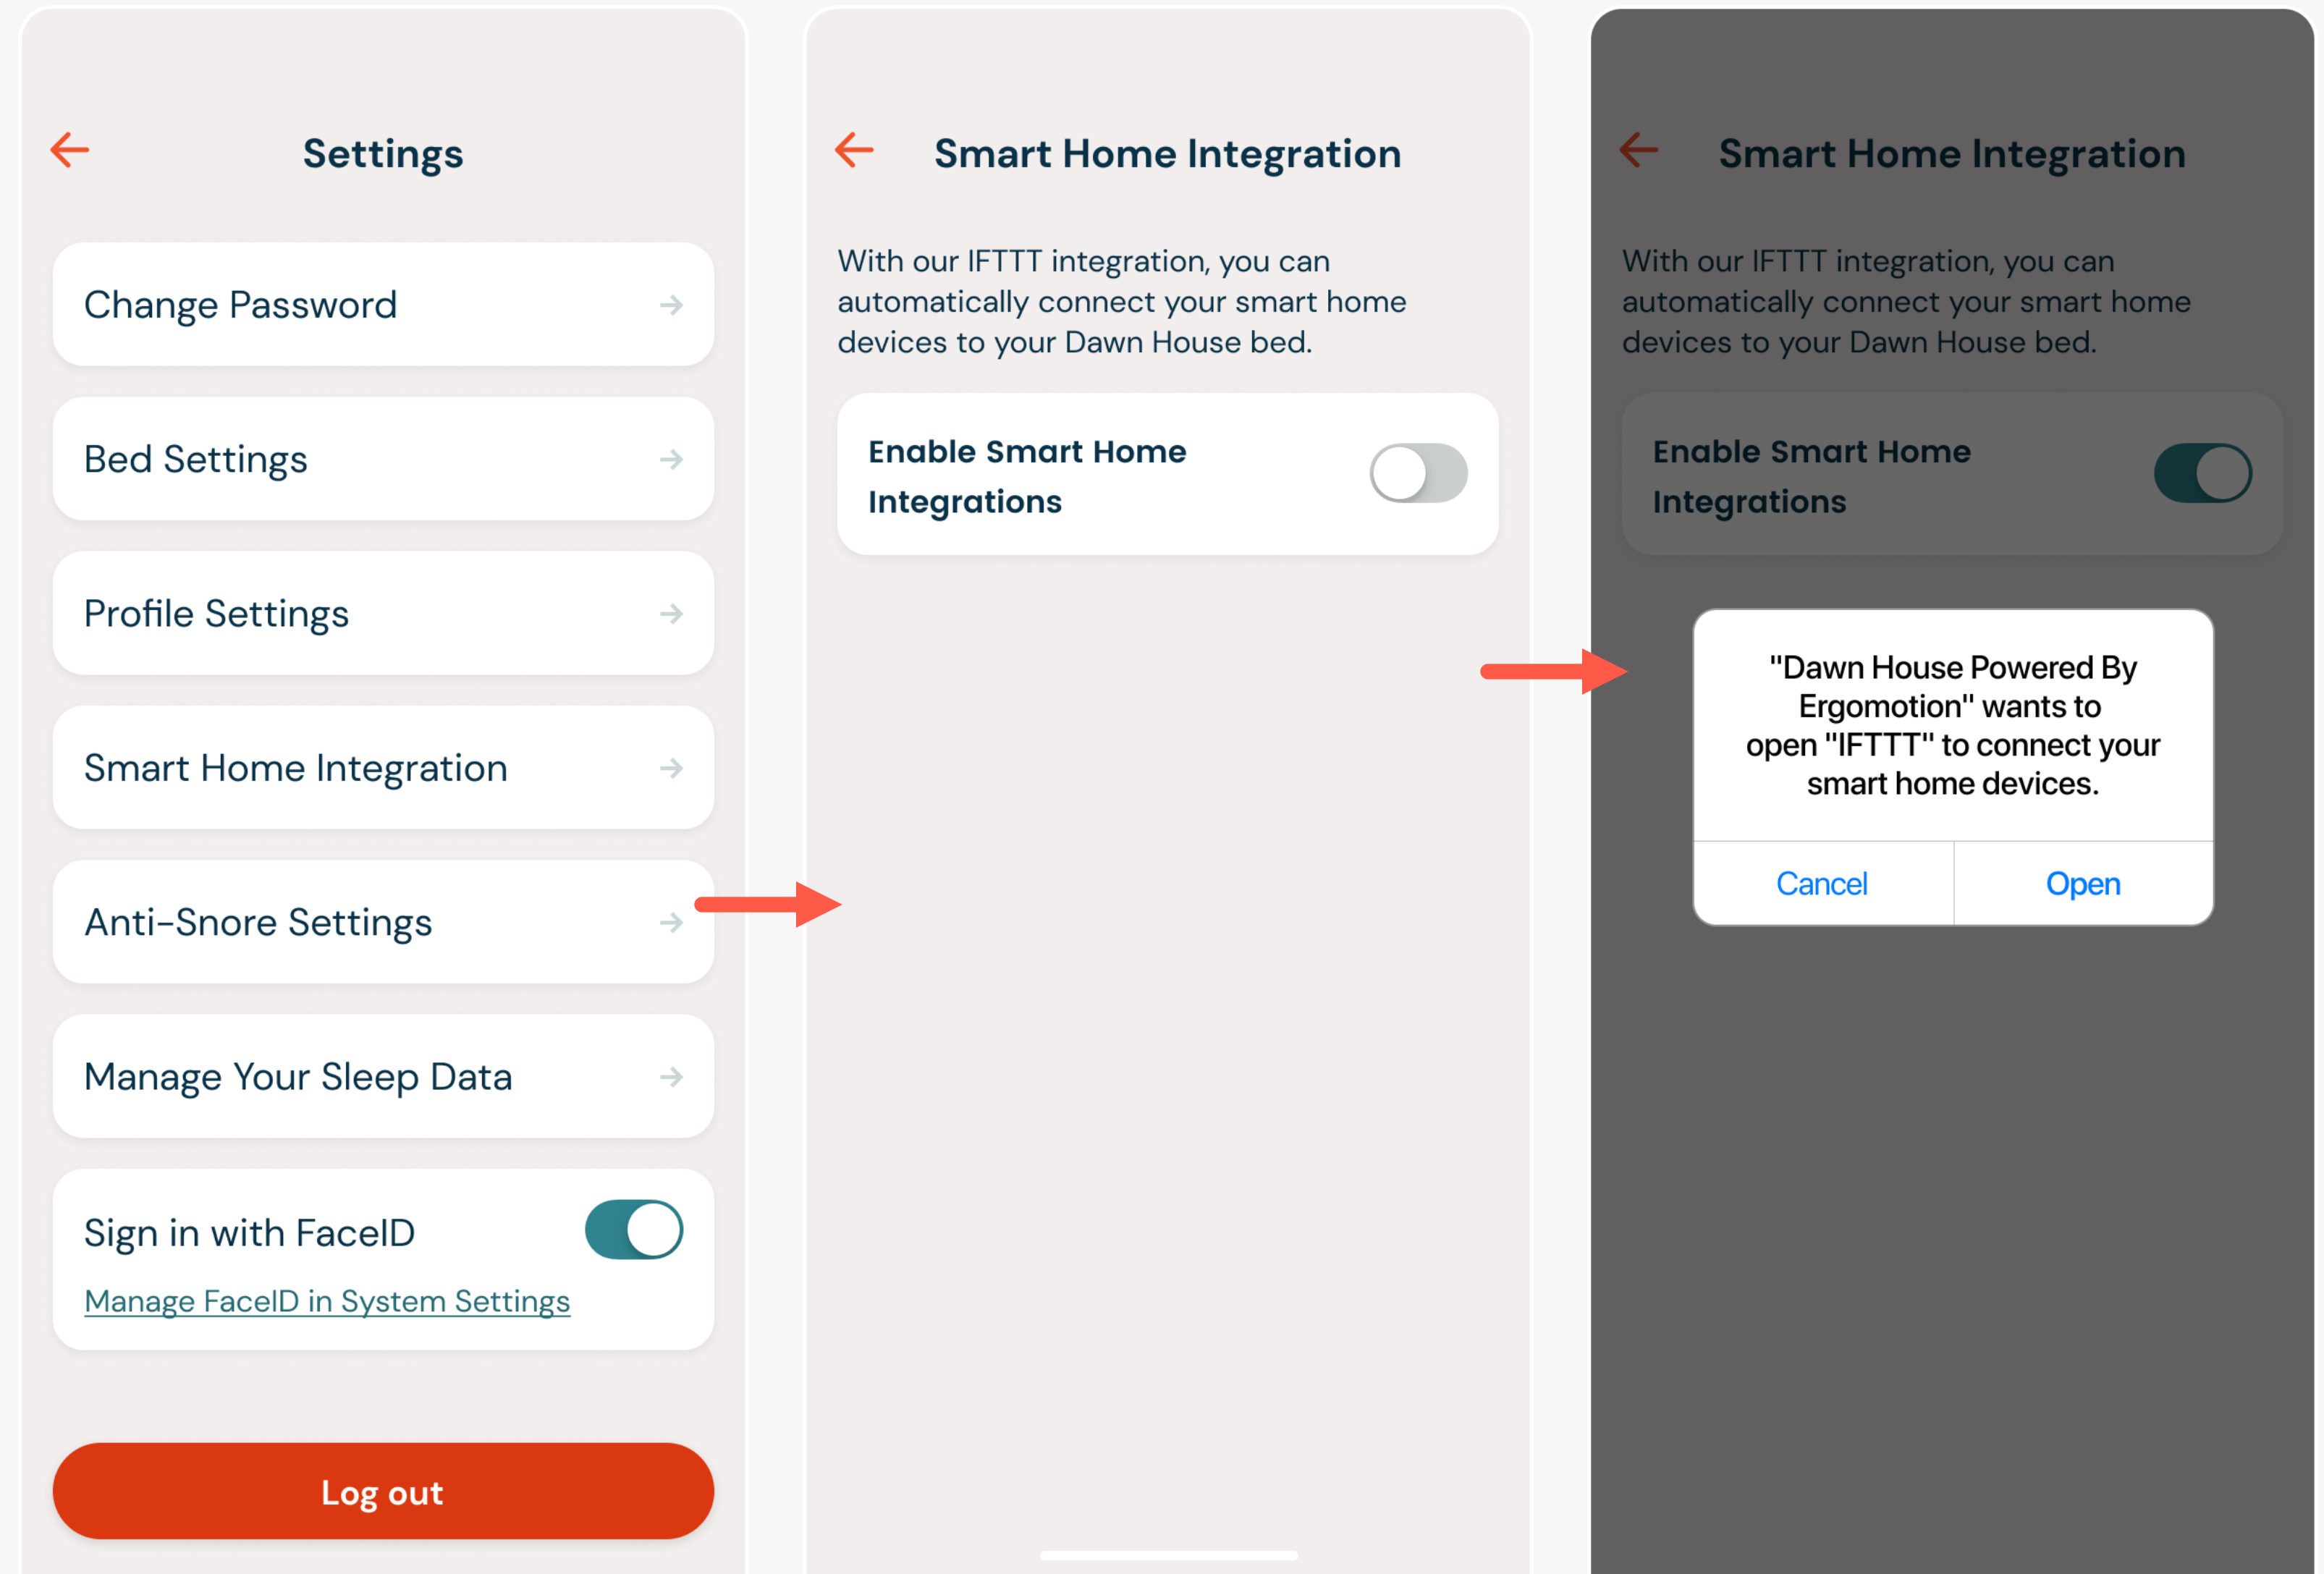 Settings
Change Password
Bed Settings
Profile Settings
Smart Home Integration
Anti-Snore Settings
Manage Your Sleep Data
Sign in with FaceID
Manage FaceID in System Settings
Log out
Smart Home Integration
With our IFTTT integration, you can
automatically connect your smart home
devices to your Dawn House bed.
Enable Smart Home
Integrations
Smart Home Integration
With our IFTTT integration, you can
automatically connect your smart home
devices to your Dawn House bed.
Enable Smart Home
Integrations
"Dawn House Powered By
Ergomotion" wants to
open "IFTTT" to connect your
smart home devices.
Cancel
Open